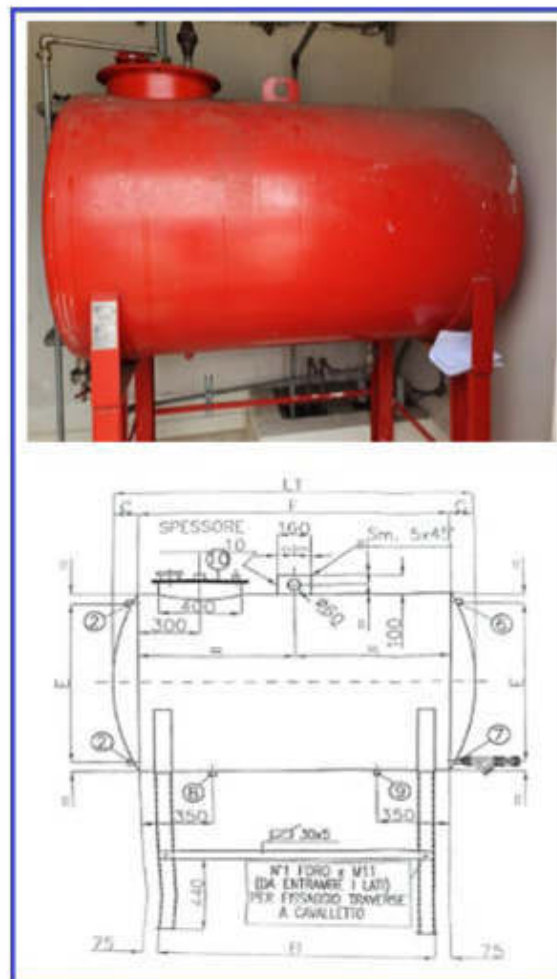 L1
C F C
SPESSORE 160 Sm. 5x45°
10 = =
10
2 400 Ø50 6
300 100
= =
E E
2 7
8 9
350 350
30x5
N°1 FORO x M11
(DA ENTRAMBE I LATI)
PER FISSAGGIO TRAVERSE
A CAVALLETTO
440
75 75